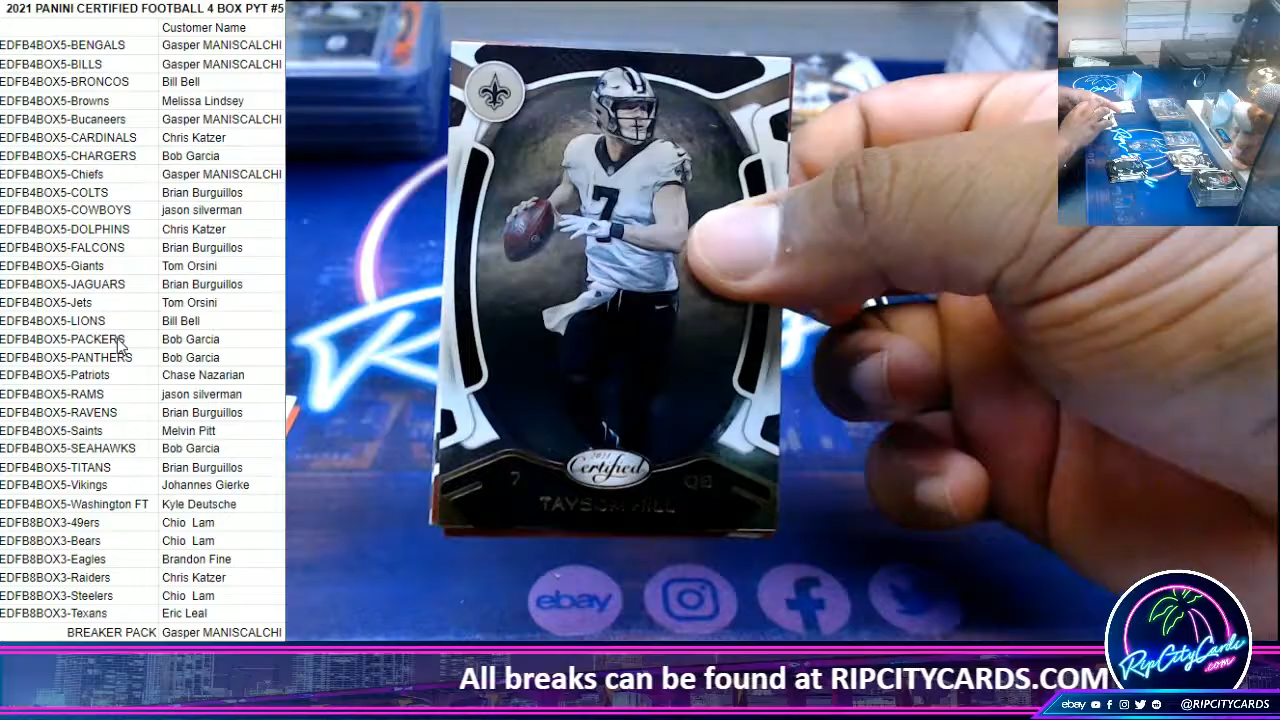 2021 PANINI CERTIFIED FOOTBALL 4 BOX PYT #5
Customer Name
EDFB4BOX5-BENGALS Gasper MANISCALCHI
EDFB4BOX5-BILLS Gasper MANISCALCHI
EDFB4BOX5-BRONCOS Bill Bell
EDFB4BOX5-Browns Melissa Lindsey
EDFB4BOX5-Bucaneers Gasper MANISCALCHI
EDFB4BOX5-CARDINALS Chris Katzer
EDFB4BOX5-CHARGERS Bob Garcia
EDFB4BOX5-Chiefs Gasper MANISCALCHI
EDFB4BOX5-COLTS Brian Burguillos
EDFB4BOX5-COWBOYS jason silverman
EDFB4BOX5-DOLPHINS Chris Katzer
EDFB4BOX5-FALCONS Brian Burguillos
EDFB4BOX5-Giants Tom Orsini
EDFB4BOX5-JAGUARS Brian Burguillos
EDFB4BOX5-Jets Tom Orsini
EDFB4BOX5-LIONS Bill Bell
EDFB4BOX5-PACKERS Bob Garcia
EDFB4BOX5-PANTHERS Bob Garcia
EDFB4BOX5-Patriots Chase Nazarian
EDFB4BOX5-RAMS jason silverman
EDFB4BOX5-RAVENS Brian Burguillos
EDFB4BOX5-Saints Melvin Pitt
EDFB4BOX5-SEAHAWKS Bob Garcia
EDFB4BOX5-TITANS Brian Burguillos
EDFB4BOX5-Vikings Johannes Gierke
EDFB4BOX5-Washington FT Kyle Deutsche
EDFB8BOX3-49ers Chio Lam
EDFB8BOX3-Bears Chio Lam
EDFB8BOX3-Eagles Brandon Fine
EDFB8BOX3-Raiders Chris Katzer
EDFB8BOX3-Steelers Chio Lam
EDFB8BOX3-Texans Eric Leal
BREAKER PACK Gasper MANISCALCHI
7
2021
Certified
7 QB
TAYSOM HILL
ebay
All breaks can be found at RIPCITYCARDS.COM
RipCityCards
.com
ebay @RIPCITYCARDS